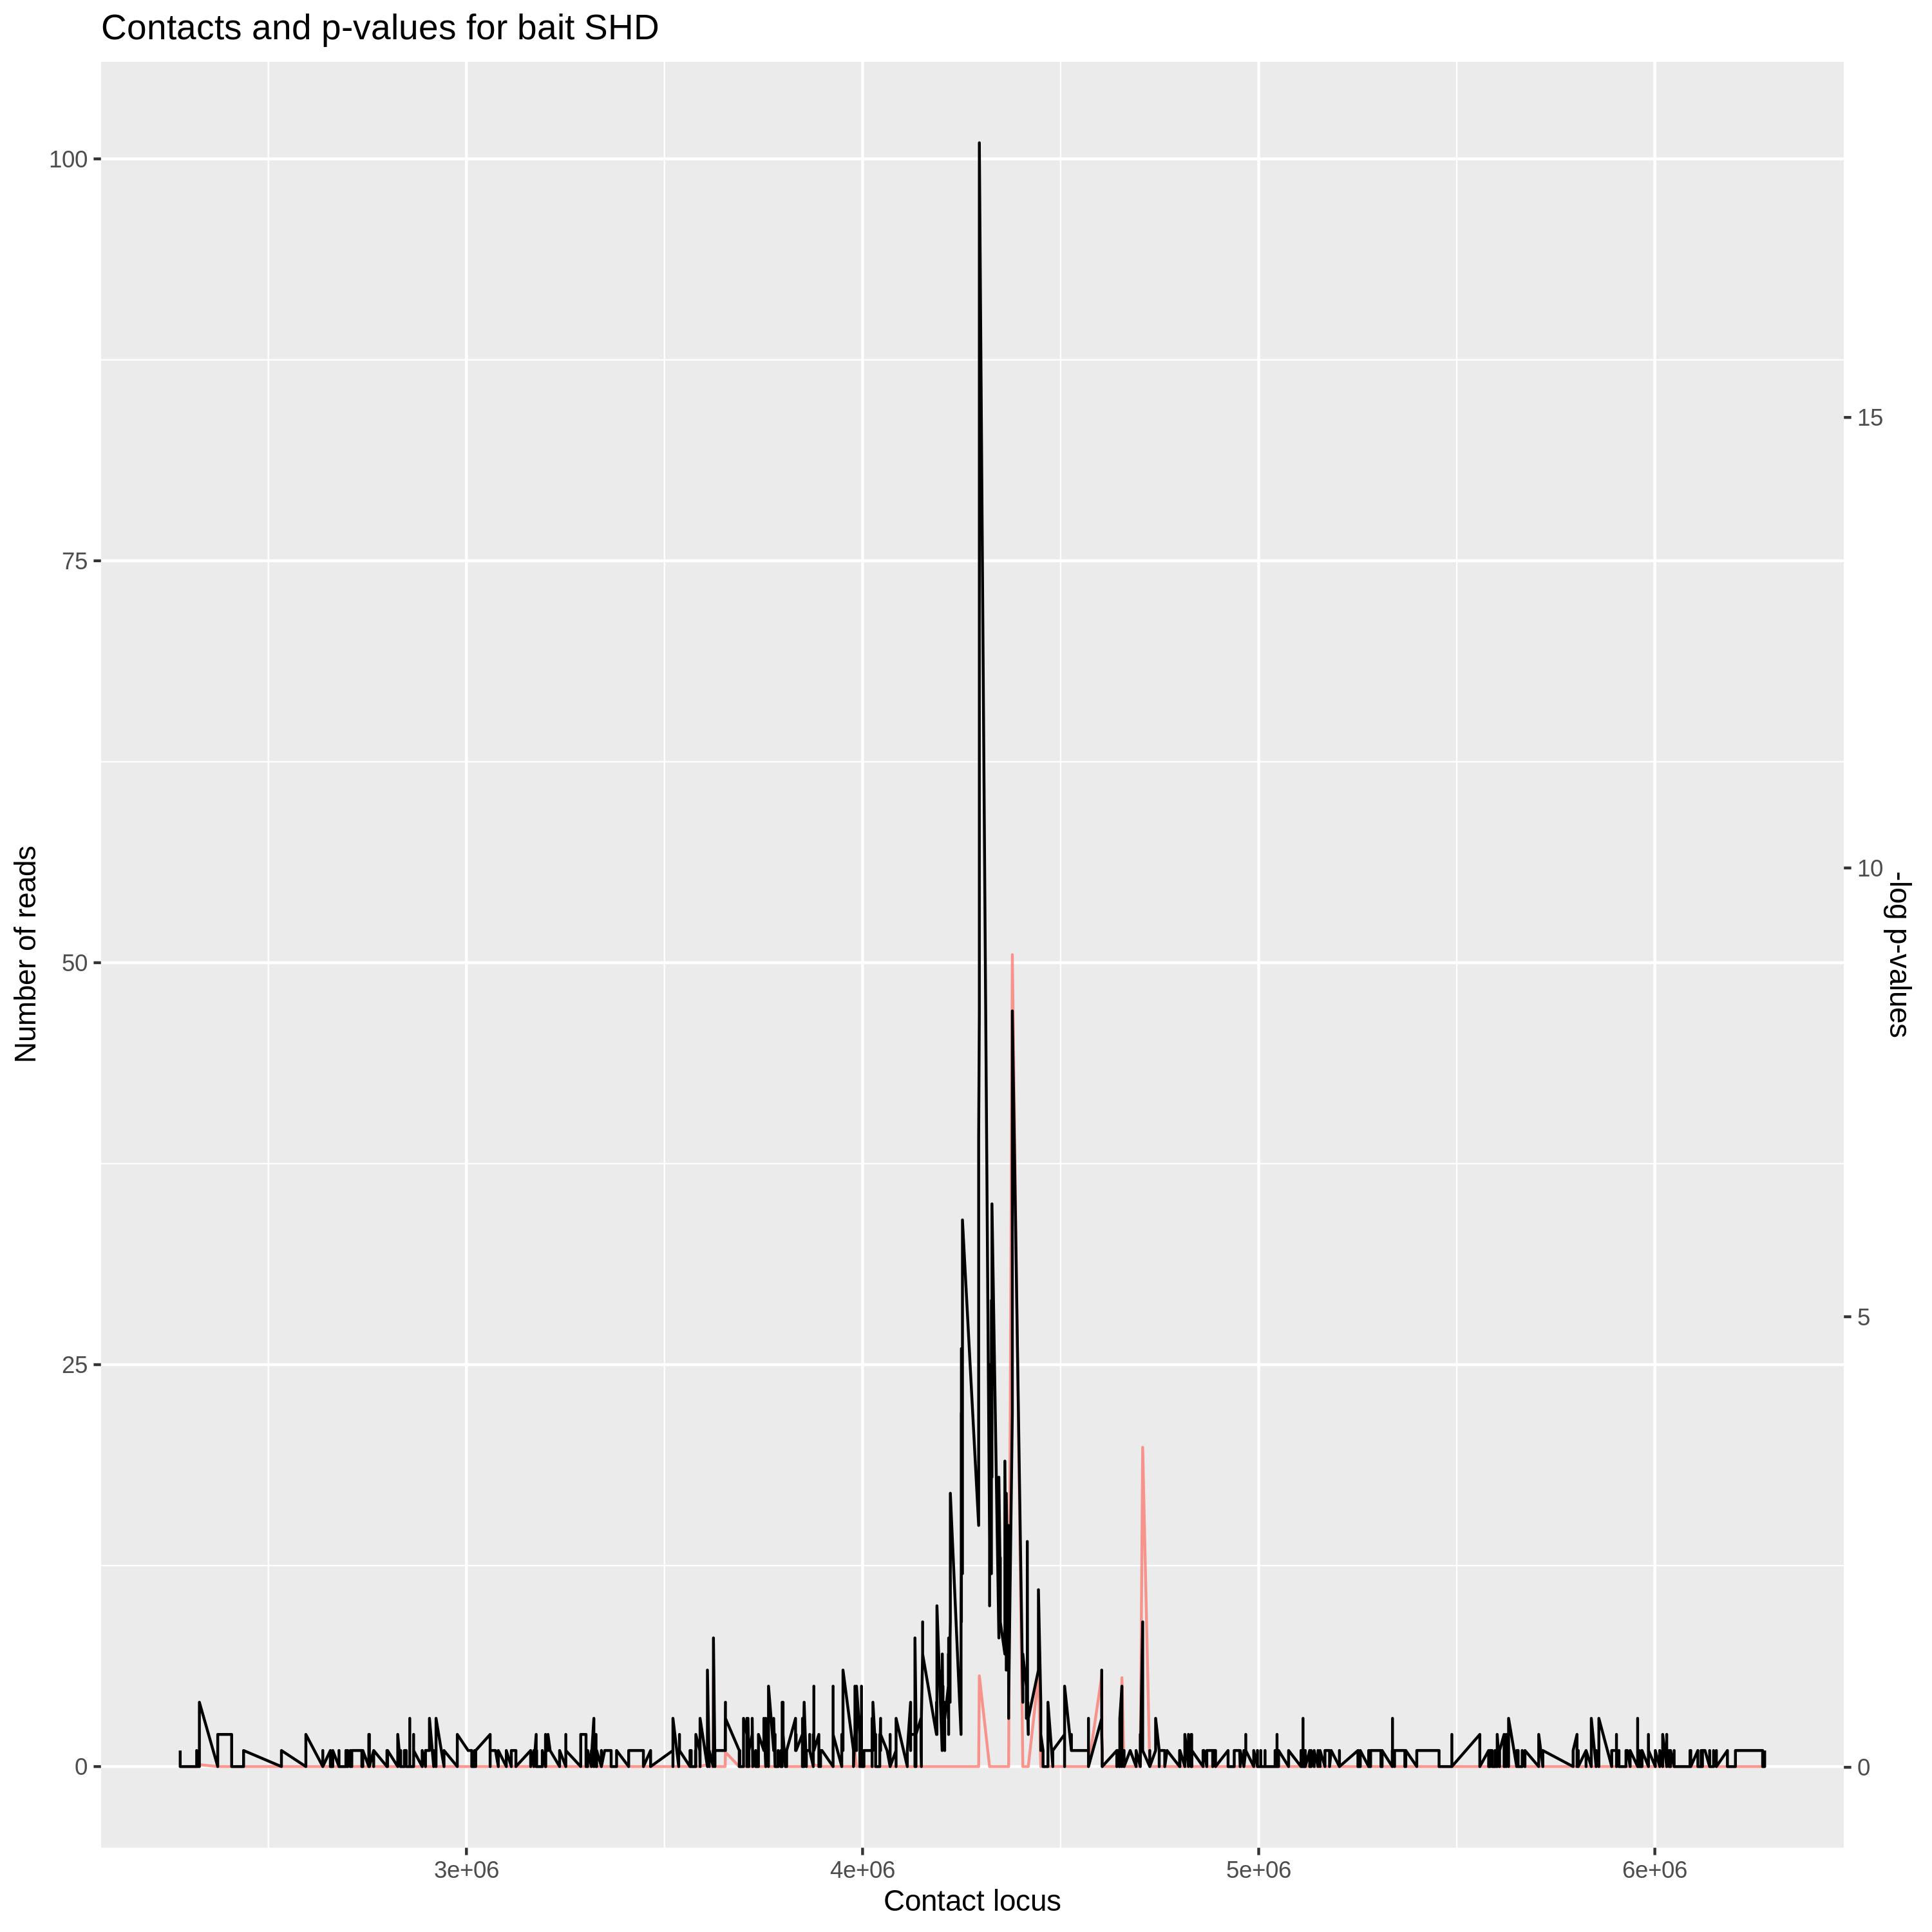 Contacts and p-values for bait SHD
100
75
50
25
0
Number of reads
15
10
5
0
-log p-values
3e+06
4e+06
5e+06
6e+06
Contact locus